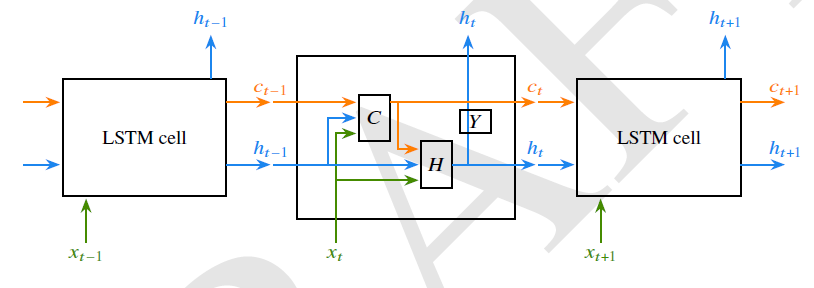 h_{t−1}
h_t
h_{t+1}
c_{t−1}
c_t
c_{t+1}
C
Y
LSTM cell
LSTM cell
h_{t−1}
h_t
h_{t+1}
H
x_{t−1}
x_t
x_{t+1}